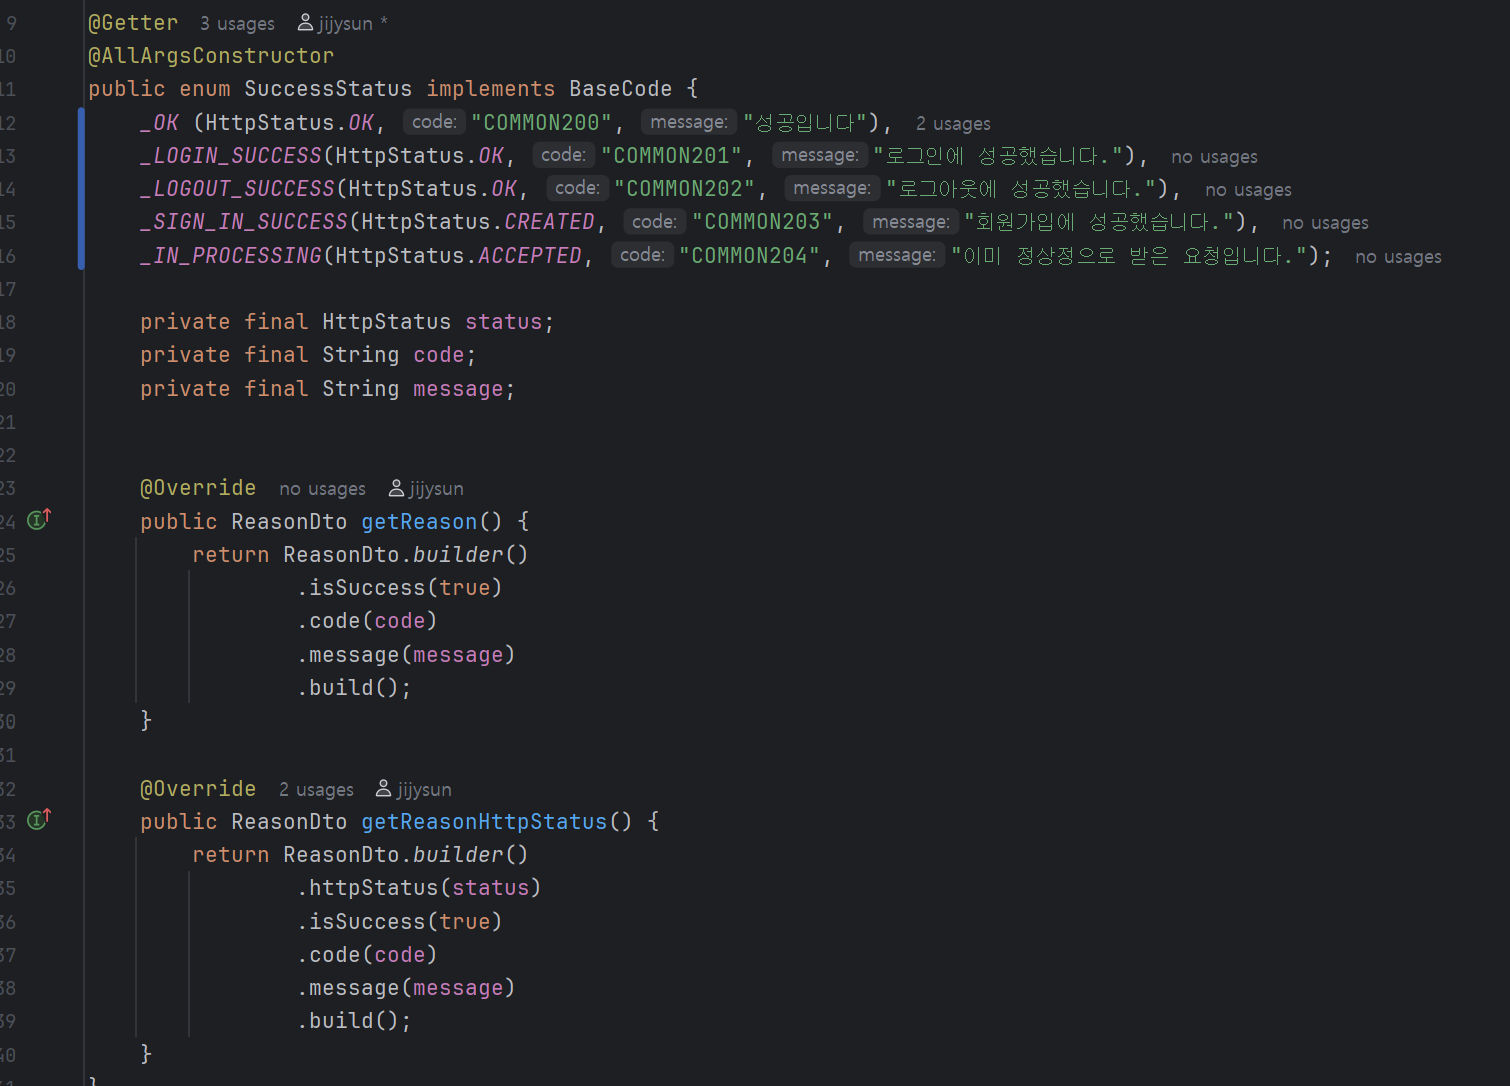 9 @Getter 3 usages jijysun *
10 @AllArgsConstructor
11 public enum SuccessStatus implements BaseCode {
12 _OK (HttpStatus.OK, code: "COMMON200", message: "성공입니다"), 2 usages
13 _LOGIN_SUCCESS(HttpStatus.OK, code: "COMMON201", message: "로그인에 성공했습니다."), no usages
14 _LOGOUT_SUCCESS(HttpStatus.OK, code: "COMMON202", message: "로그아웃에 성공했습니다."), no usages
15 _SIGN_IN_SUCCESS(HttpStatus.CREATED, code: "COMMON203", message: "회원가입에 성공했습니다."), no usages
16 _IN_PROCESSING(HttpStatus.ACCEPTED, code: "COMMON204", message: "이미 정상정으로 받은 요청입니다."); no usages
17
18 private final HttpStatus status;
19 private final String code;
20 private final String message;
21
22
23 @Override no usages jijysun
24 public ReasonDto getReason() {
25 return ReasonDto.builder()
26 .isSuccess(true)
27 .code(code)
28 .message(message)
29 .build();
30 }
31
32 @Override 2 usages jijysun
33 public ReasonDto getReasonHttpStatus() {
34 return ReasonDto.builder()
35 .httpStatus(status)
36 .isSuccess(true)
37 .code(code)
38 .message(message)
39 .build();
40 }
}